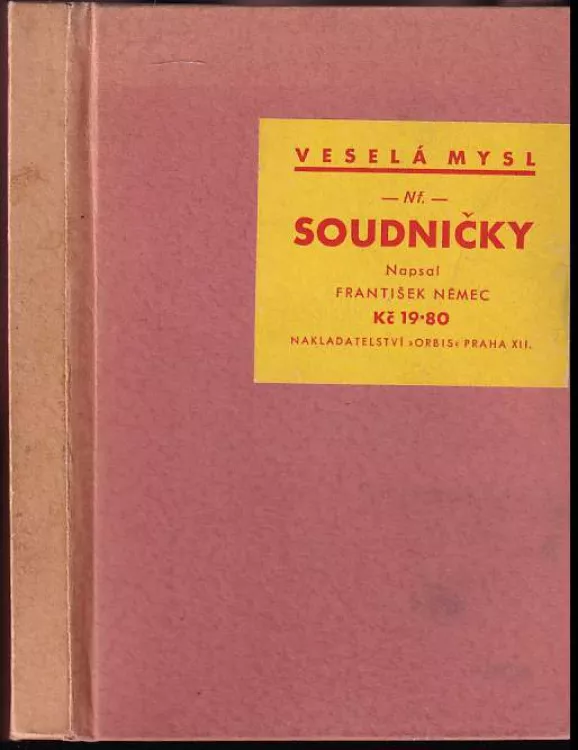 VESELÁ MYSL
— Nf. —
SOUDNIČKY
Napsal
FRANTIŠEK NĚMEC
Kč 19·80
NAKLADATELSTVÍ »ORBIS« PRAHA XII.